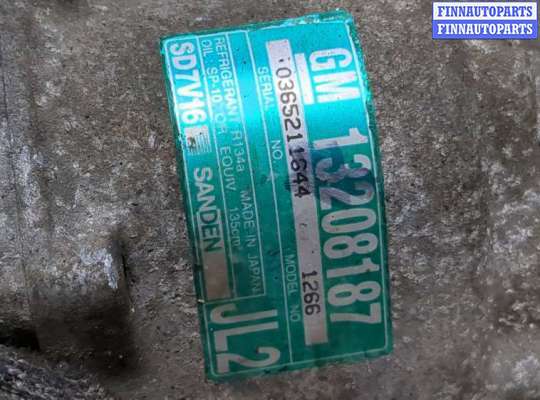 FINNAUTOPARTS
FINNAUTOPARTS
GM 13208187
03652111644 1266
SERIAL NO. MODEL NO
REFRIGERANT R134a MADE IN JAPAN
OIL: SP-10 OR EQUIV 135cm³
SD7V16 SANDEN JL2